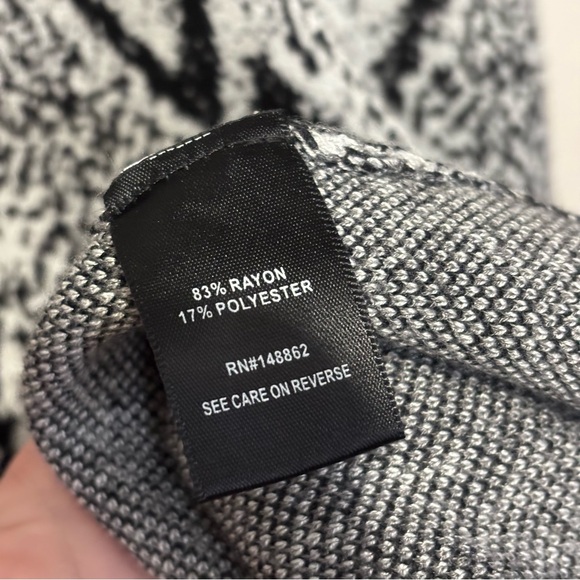 83% RAYON
17% POLYESTER
RN#148862
SEE CARE ON REVERSE